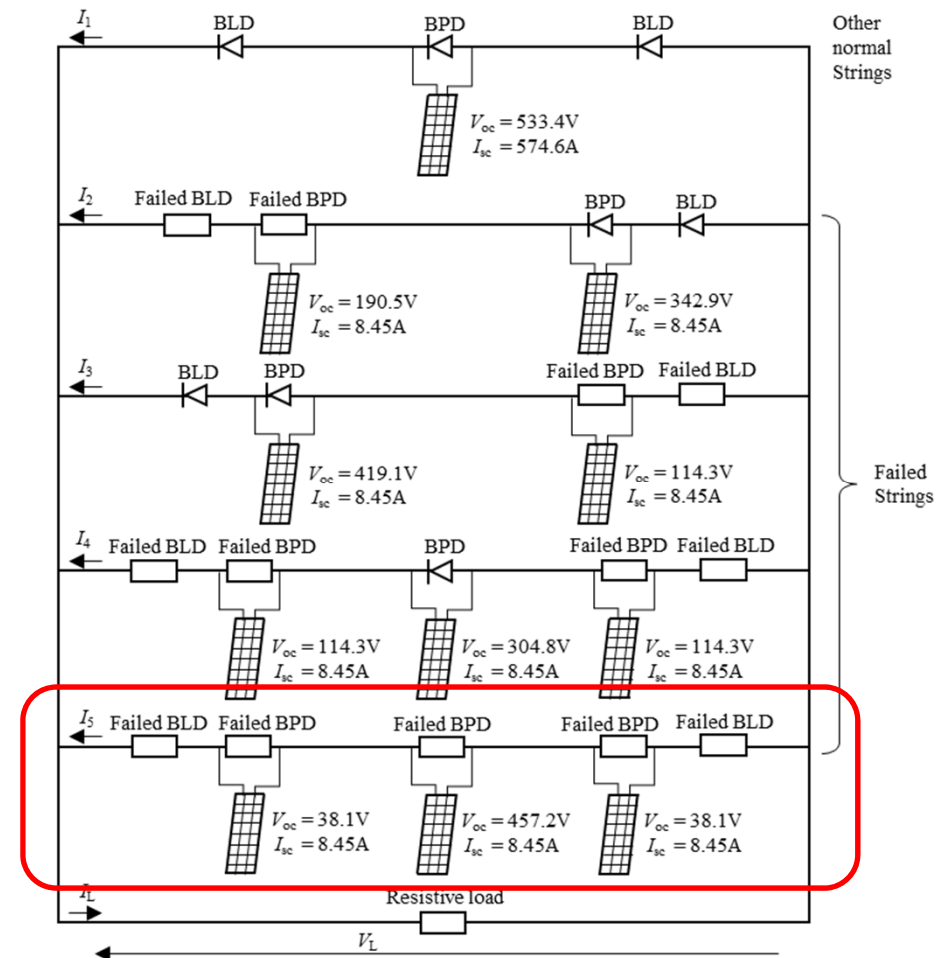 I₁
BLD
BPD
BLD
Other
normal
Strings
Voc = 533.4V
Isc = 574.6A
I₂
Failed BLD
Failed BPD
BPD
BLD
Voc = 190.5V
Isc = 8.45A
Voc = 342.9V
Isc = 8.45A
I₃
BLD
BPD
Failed BPD
Failed BLD
Voc = 419.1V
Isc = 8.45A
Voc = 114.3V
Isc = 8.45A
Failed
Strings
I₄
Failed BLD
Failed BPD
BPD
Failed BPD
Failed BLD
Voc = 114.3V
Isc = 8.45A
Voc = 304.8V
Isc = 8.45A
Voc = 114.3V
Isc = 8.45A
I₅
Failed BLD
Failed BPD
Failed BPD
Failed BPD
Failed BLD
Voc = 38.1V
Isc = 8.45A
Voc = 457.2V
Isc = 8.45A
Voc = 38.1V
Isc = 8.45A
IL
Resistive load
VL